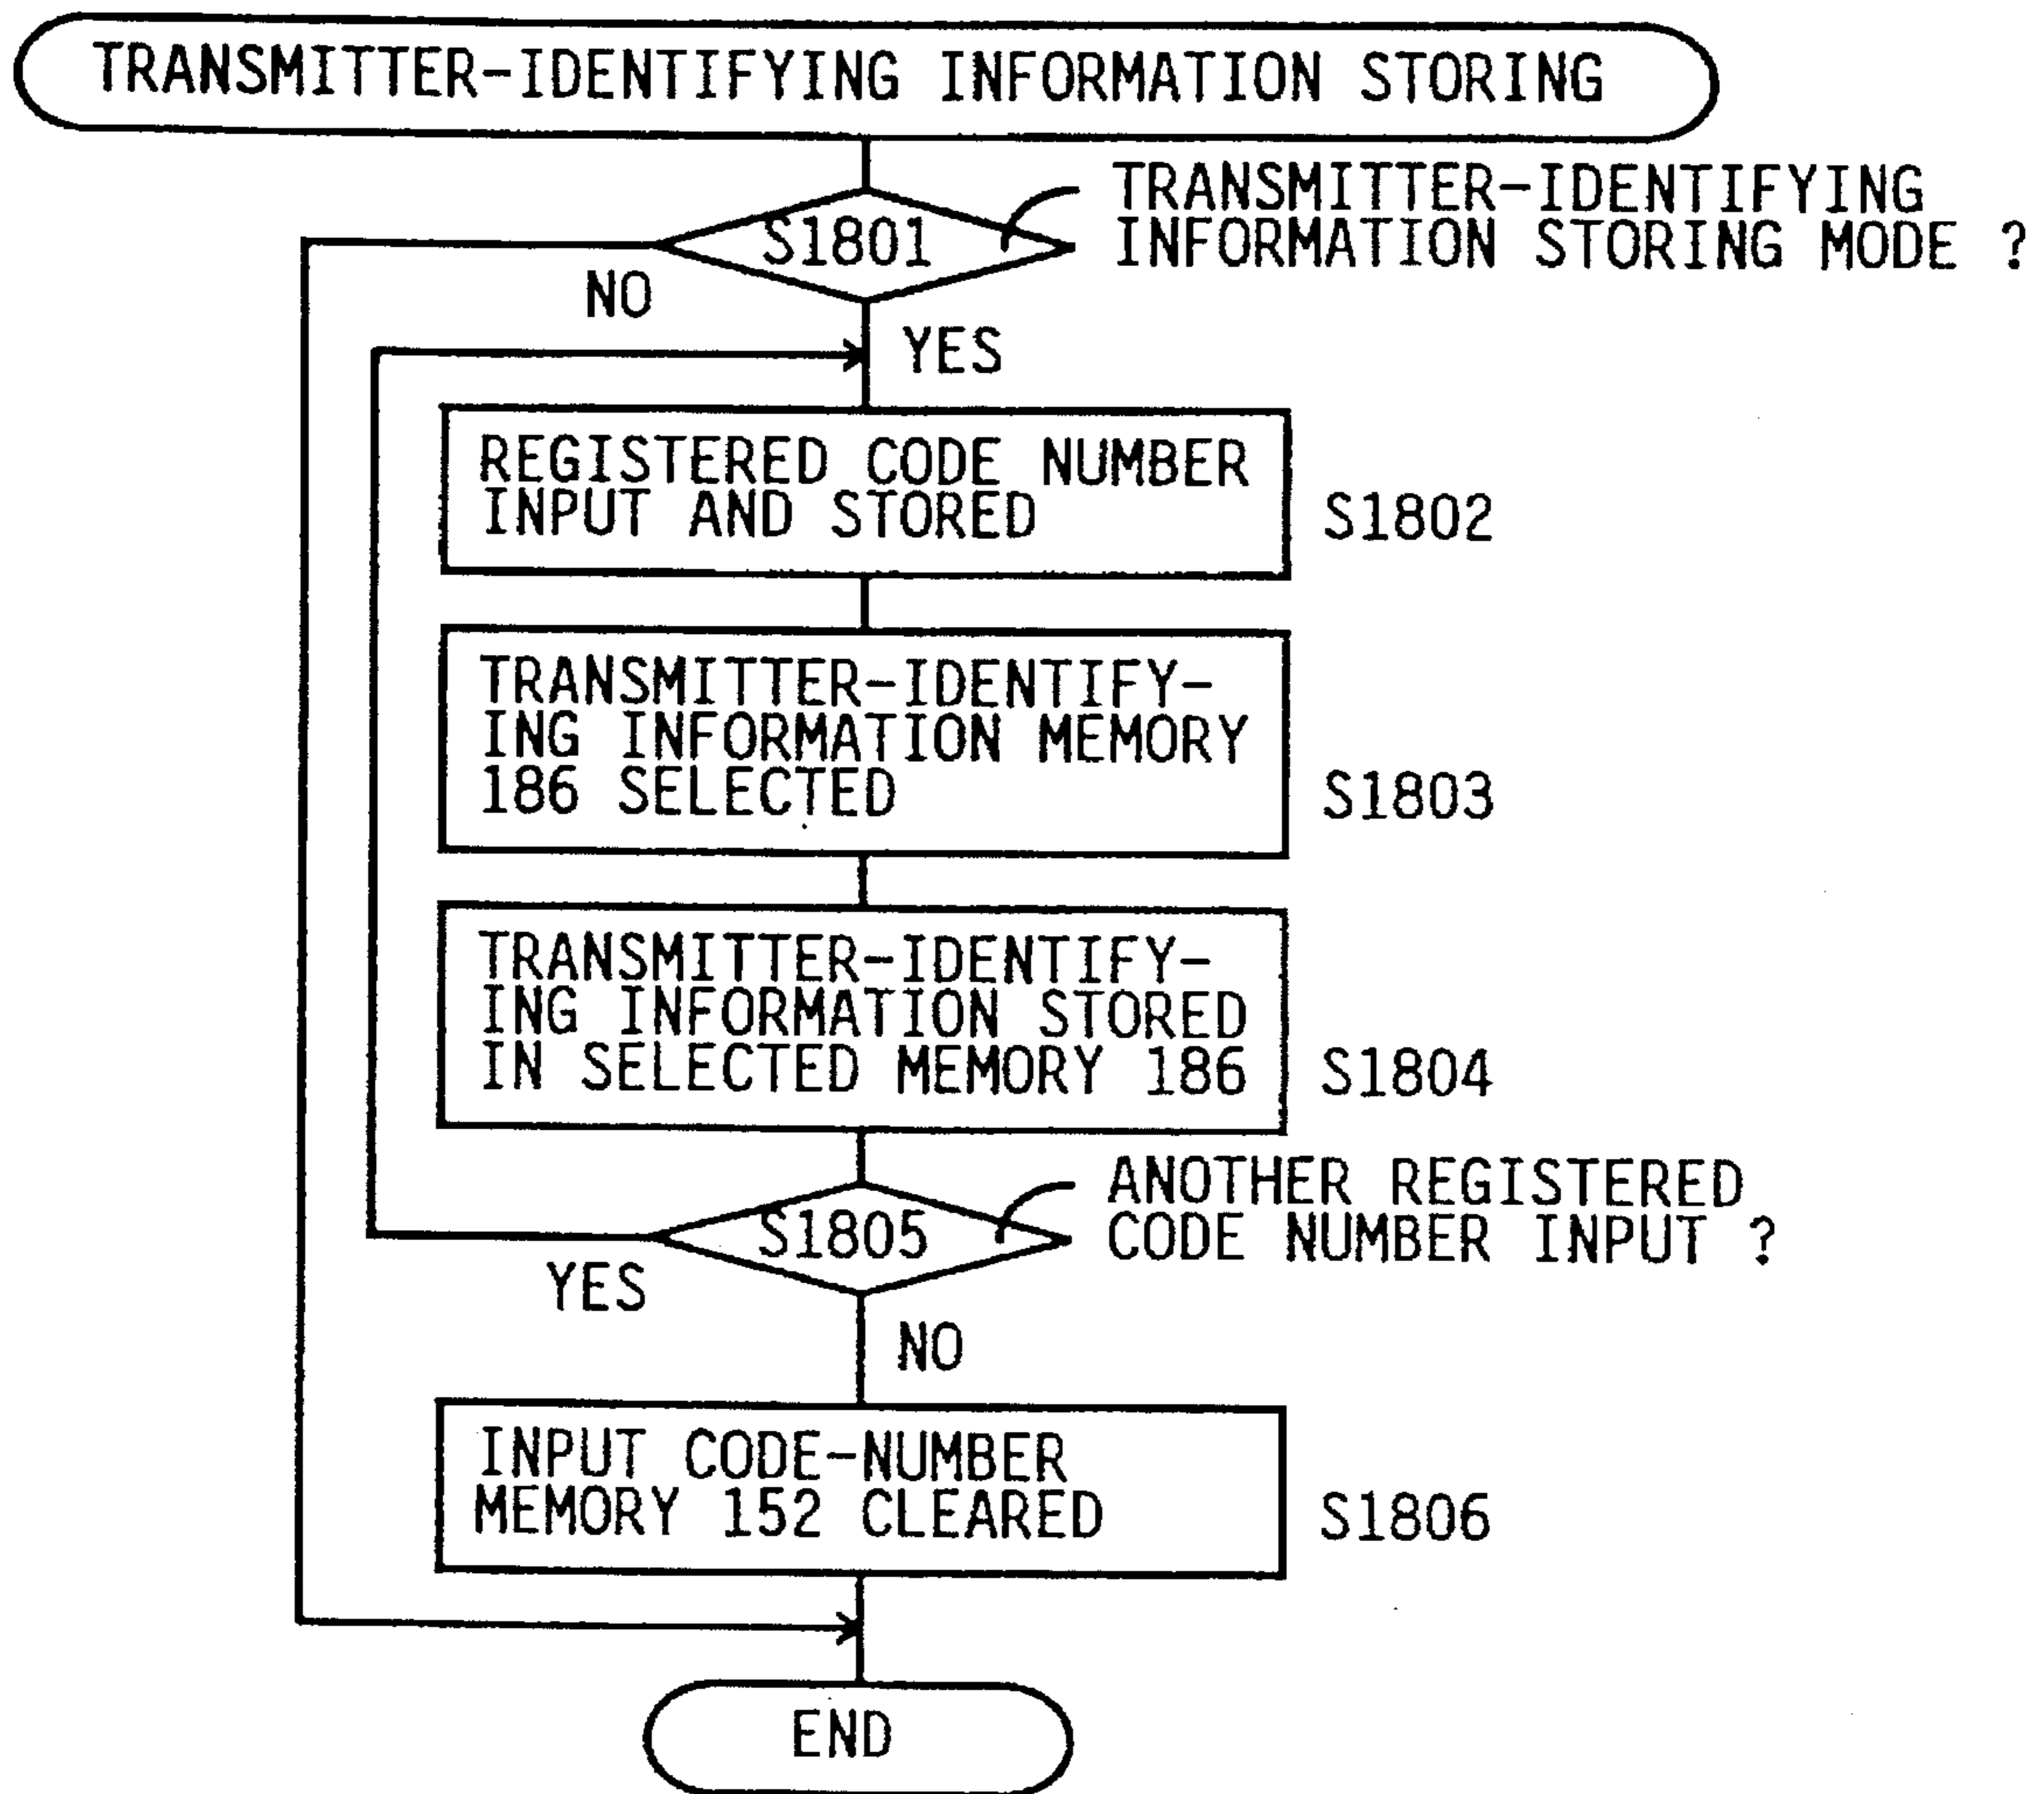 TRANSMITTER-IDENTIFYING INFORMATION STORING
S1801
TRANSMITTER-IDENTIFYING
INFORMATION STORING MODE ?
NO
YES
REGISTERED CODE NUMBER
INPUT AND STORED
S1802
TRANSMITTER-IDENTIFY-
ING INFORMATION MEMORY
186 SELECTED
S1803
TRANSMITTER-IDENTIFY-
ING INFORMATION STORED
IN SELECTED MEMORY 186
S1804
S1805
ANOTHER REGISTERED
CODE NUMBER INPUT ?
YES
NO
INPUT CODE-NUMBER
MEMORY 152 CLEARED
S1806
END